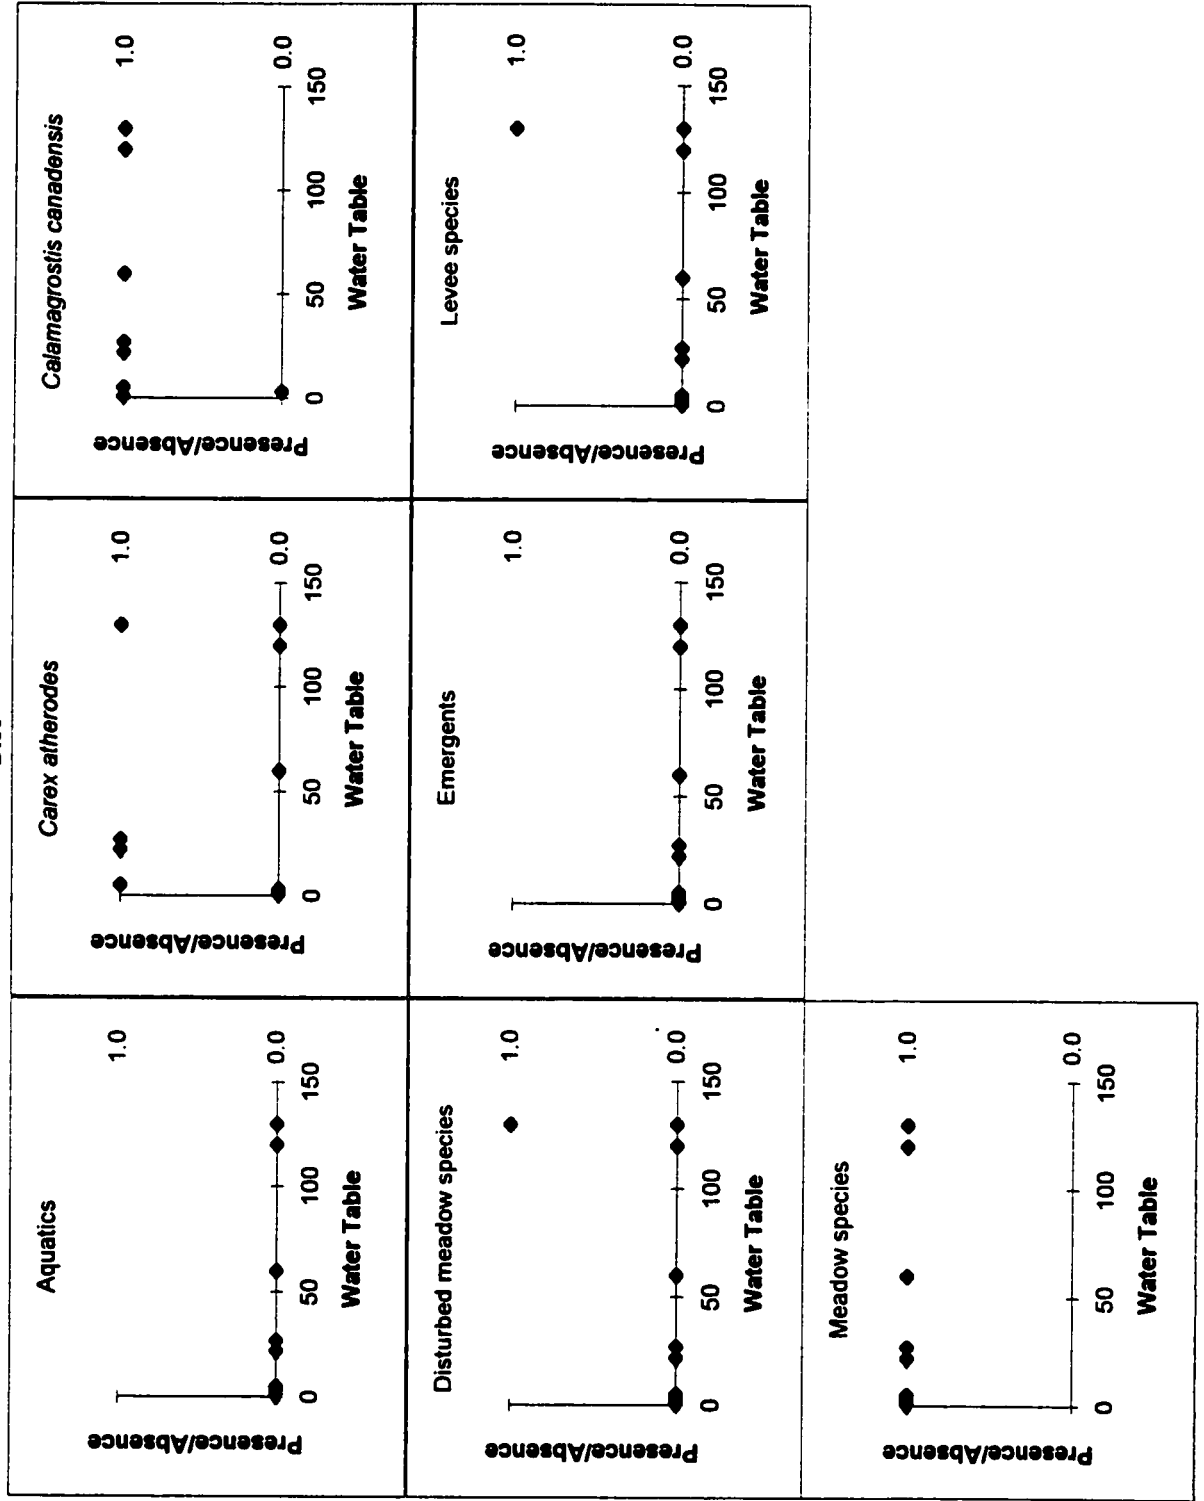 Aquatics
Presence/Absence
1.0
0.0
0
50
100
150
Water Table
Carex atherodes
Presence/Absence
1.0
0.0
0
50
100
150
Water Table
Calamagrostis canadensis
Presence/Absence
1.0
0.0
0
50
100
150
Water Table
Disturbed meadow species
Presence/Absence
1.0
0.0
0
50
100
150
Water Table
Emergents
Presence/Absence
1.0
0.0
0
50
100
150
Water Table
Levee species
Presence/Absence
1.0
0.0
0
50
100
150
Water Table
Meadow species
Presence/Absence
1.0
0.0
0
50
100
150
Water Table